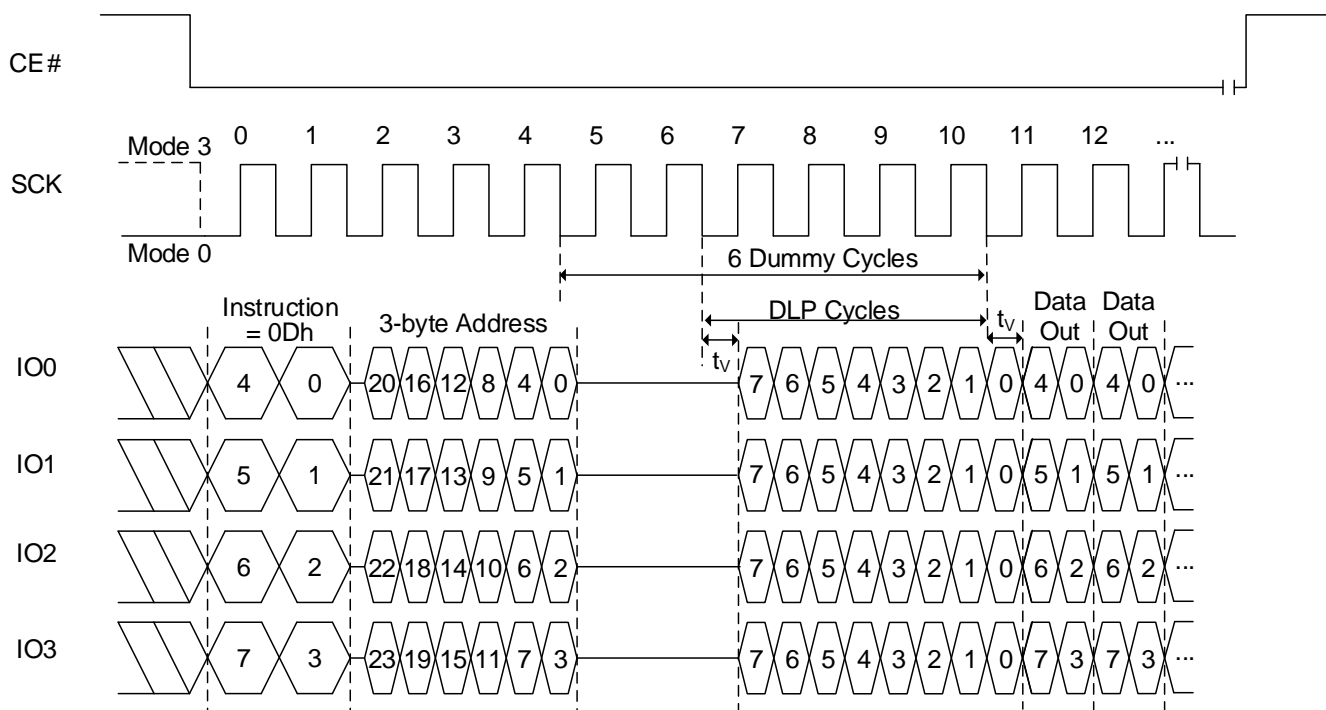 CE#
0 1 2 3 4 5 6 7 8 9 10 11 12 ...
Mode 3
SCK
Mode 0
6 Dummy Cycles
Instruction
= 0Dh
3-byte Address
DLP Cycles
Data
Out
Data
Out
tV
tV
IO0
4 0 20 16 12 8 4 0 7 6 5 4 3 2 1 0 4 0 4 0 ...
IO1
5 1 21 17 13 9 5 1 7 6 5 4 3 2 1 0 5 1 5 1 ...
IO2
6 2 22 18 14 10 6 2 7 6 5 4 3 2 1 0 6 2 6 2 ...
IO3
7 3 23 19 15 11 7 3 7 6 5 4 3 2 1 0 7 3 7 3 ...